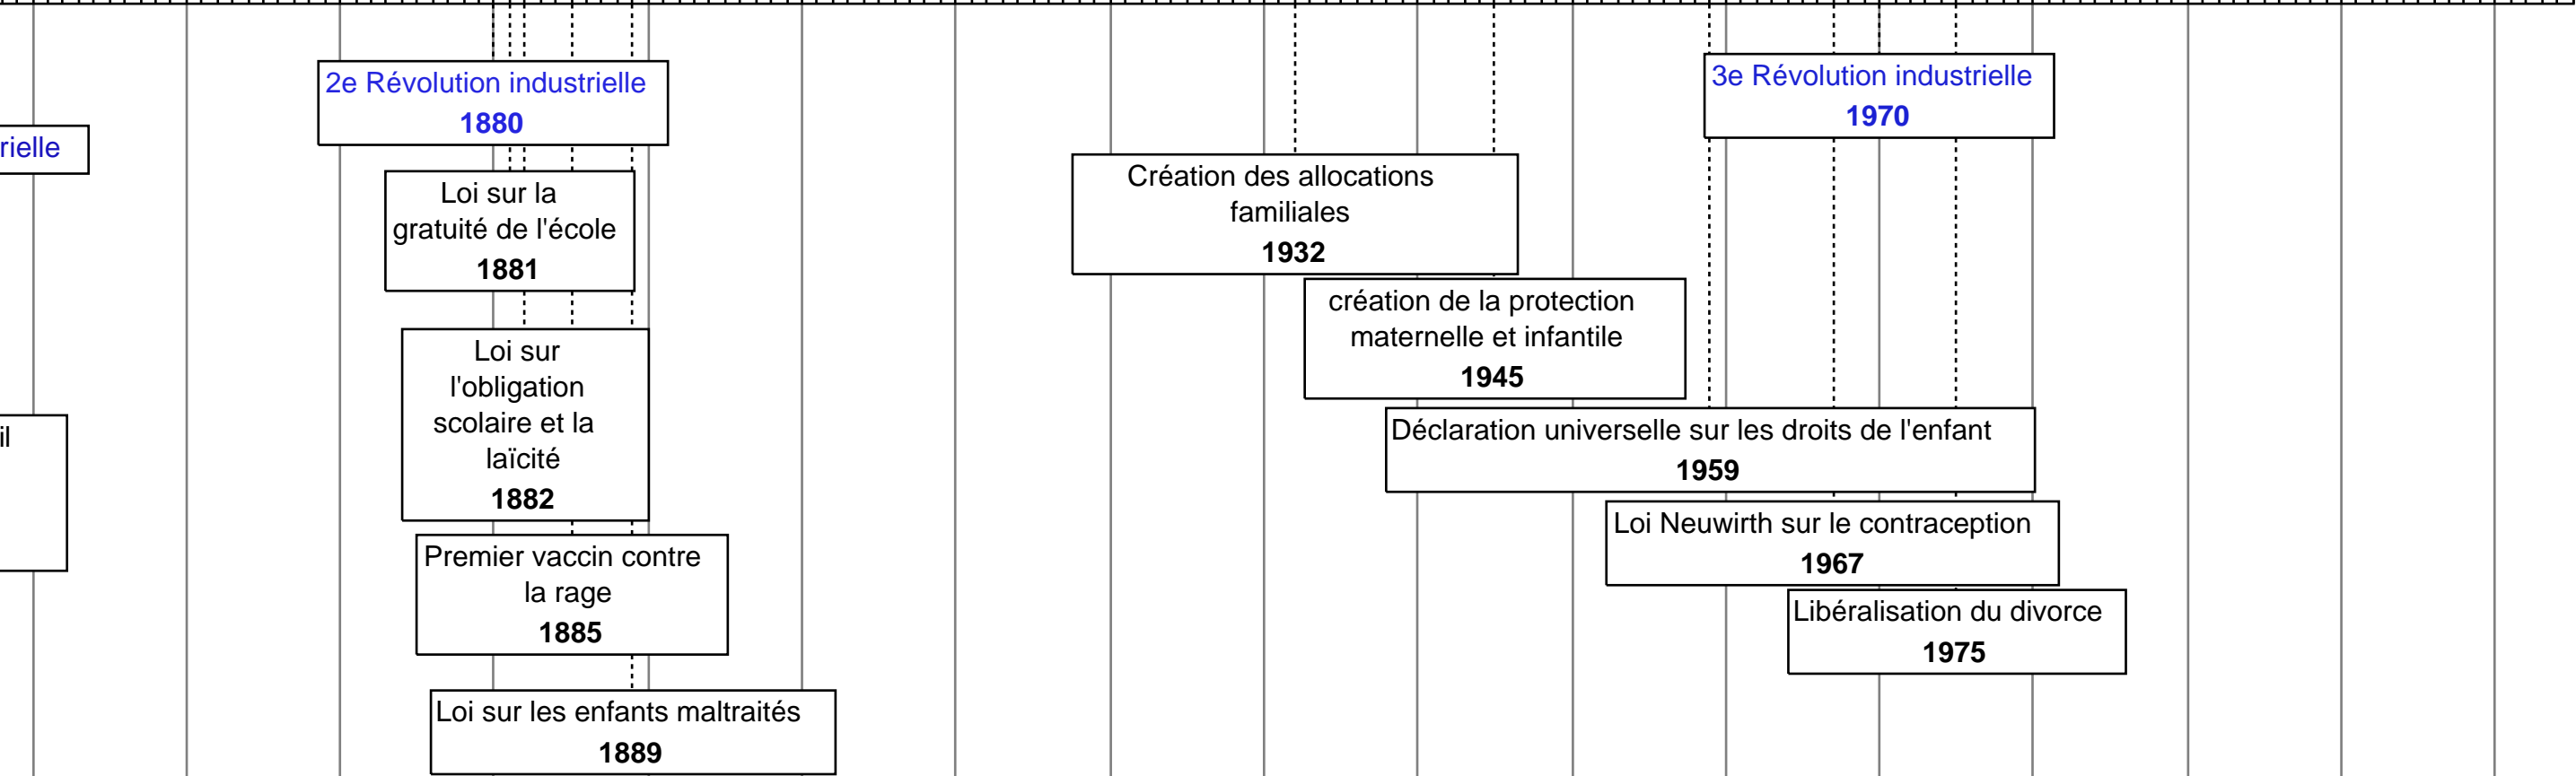 rielle
il
2e Révolution industrielle
1880
Loi sur la
gratuité de l'école
1881
Loi sur
l'obligation
scolaire et la
laïcité
1882
Premier vaccin contre
la rage
1885
Loi sur les enfants maltraités
1889
Création des allocations
familiales
1932
création de la protection
maternelle et infantile
1945
3e Révolution industrielle
1970
Déclaration universelle sur les droits de l'enfant
1959
Loi Neuwirth sur le contraception
1967
Libéralisation du divorce
1975